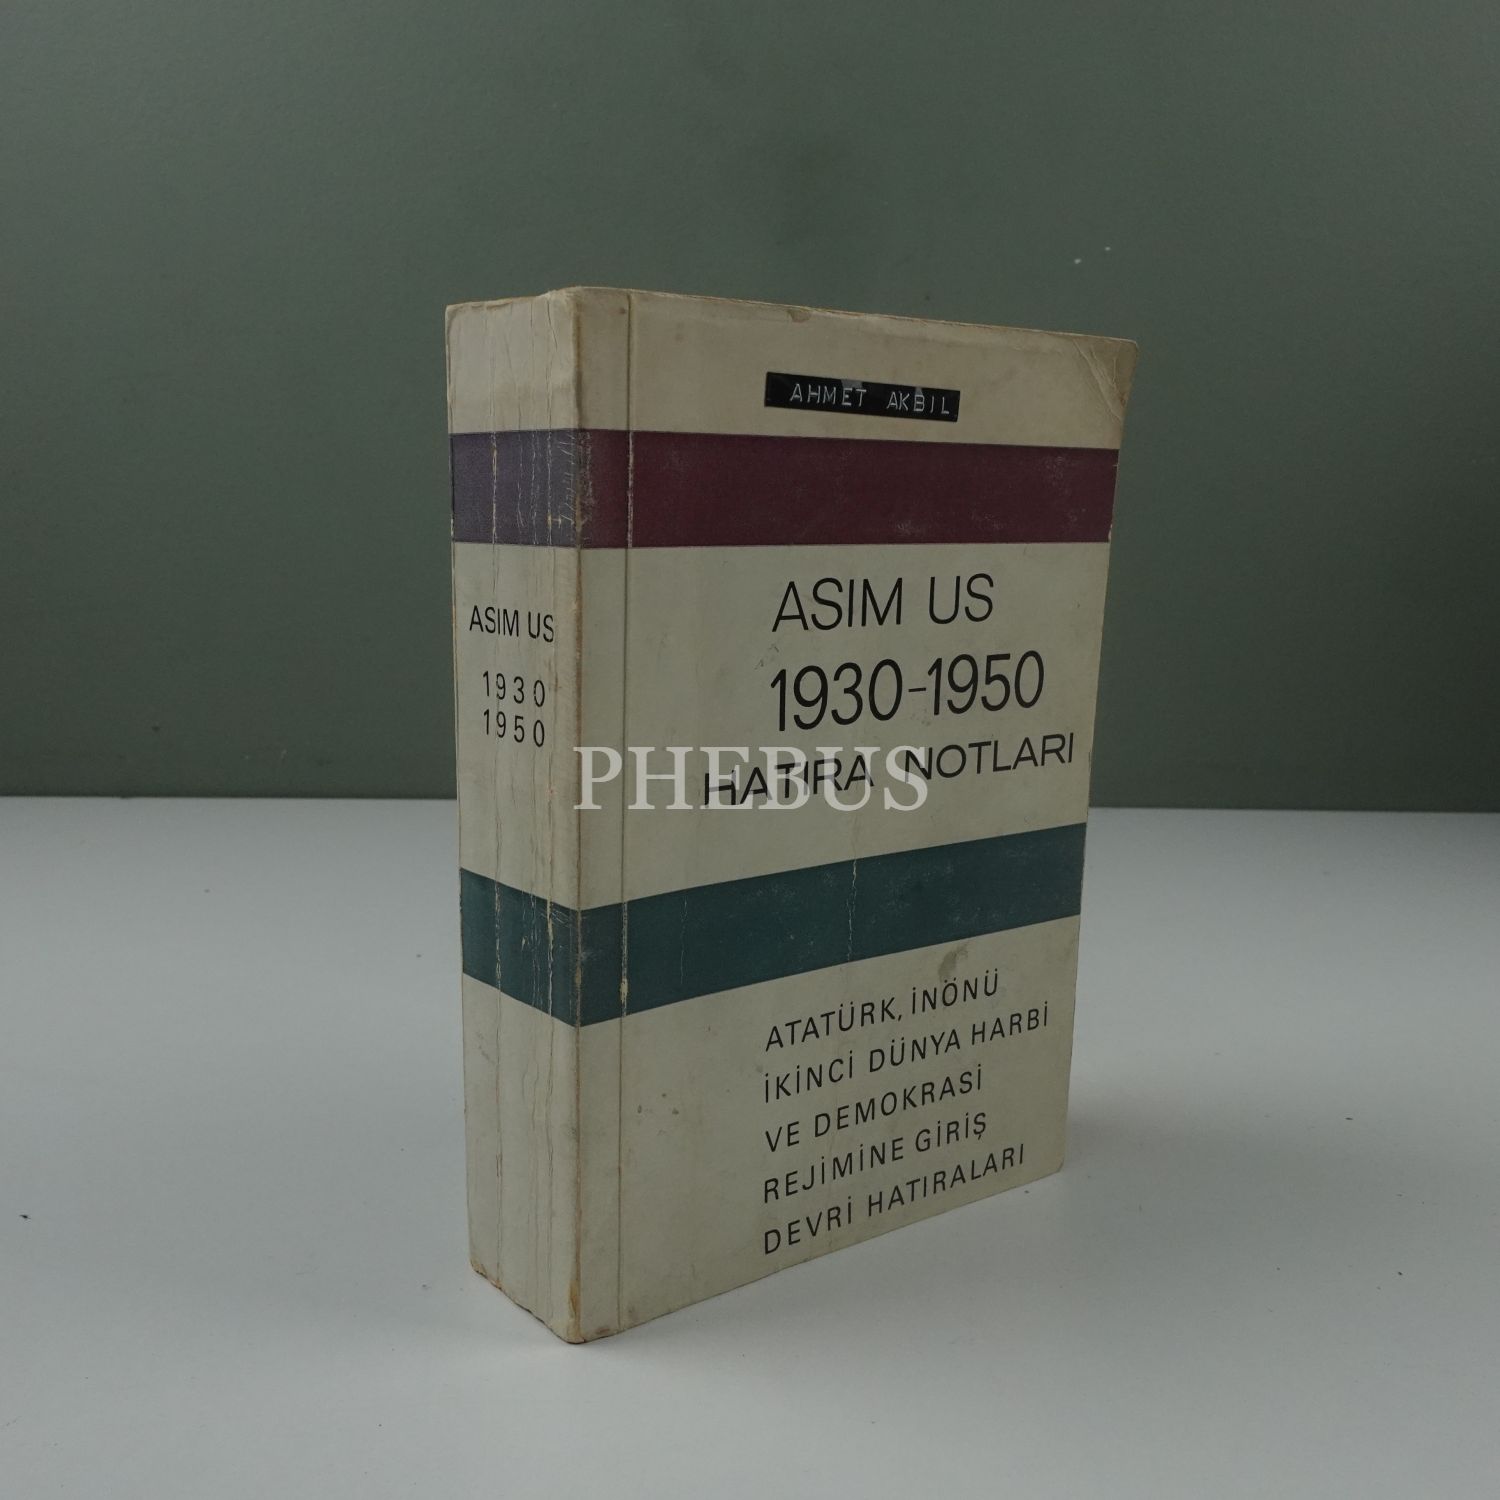 AHMET AKBIL
ASIM US
1930-1950
HATIRA NOTLARI
ATATÜRK, İNÖNÜ
İKİNCİ DÜNYA HARBİ
VE DEMOKRASİ
REJİMİNE GİRİŞ
DEVRİ HATIRALARI
ASIM US
1930
1950
PHEBUS